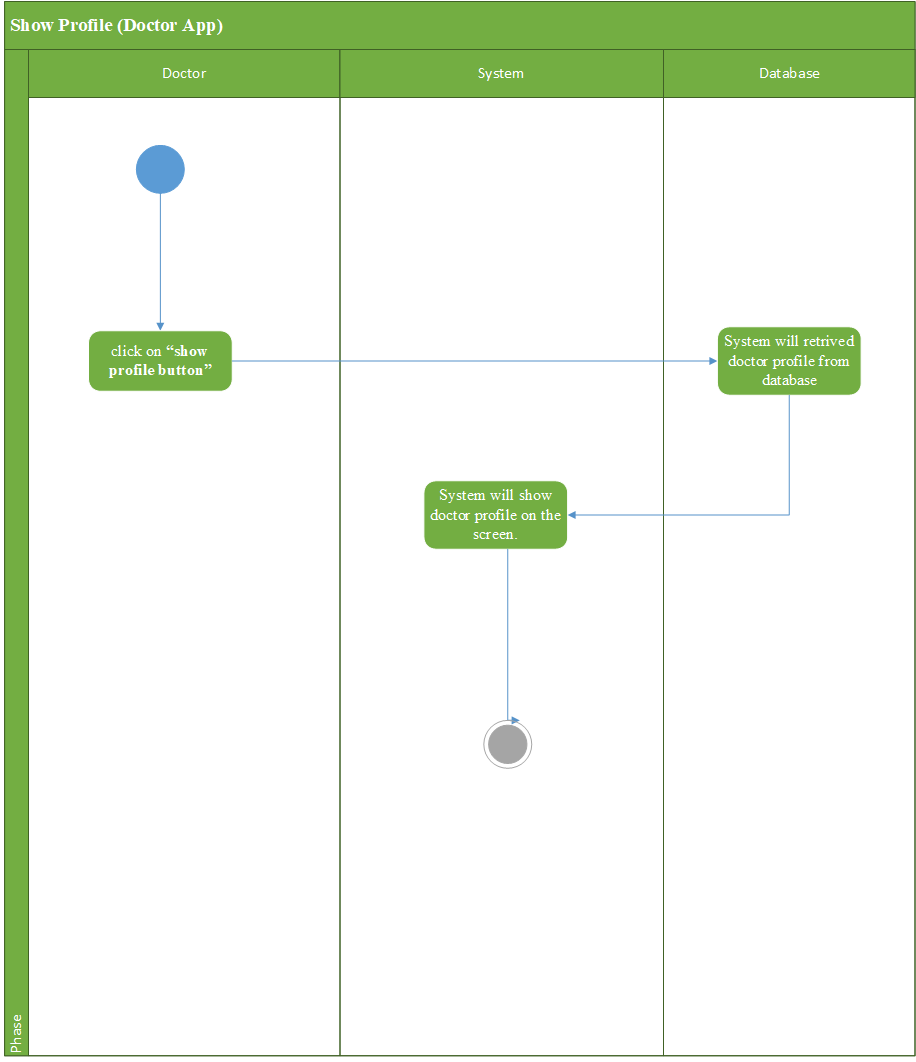 Show Profile (Doctor App)
Doctor
System
Database
click on “show
profile button”
System will retrived
doctor profile from
database
System will show
doctor profile on the
screen.
Phase